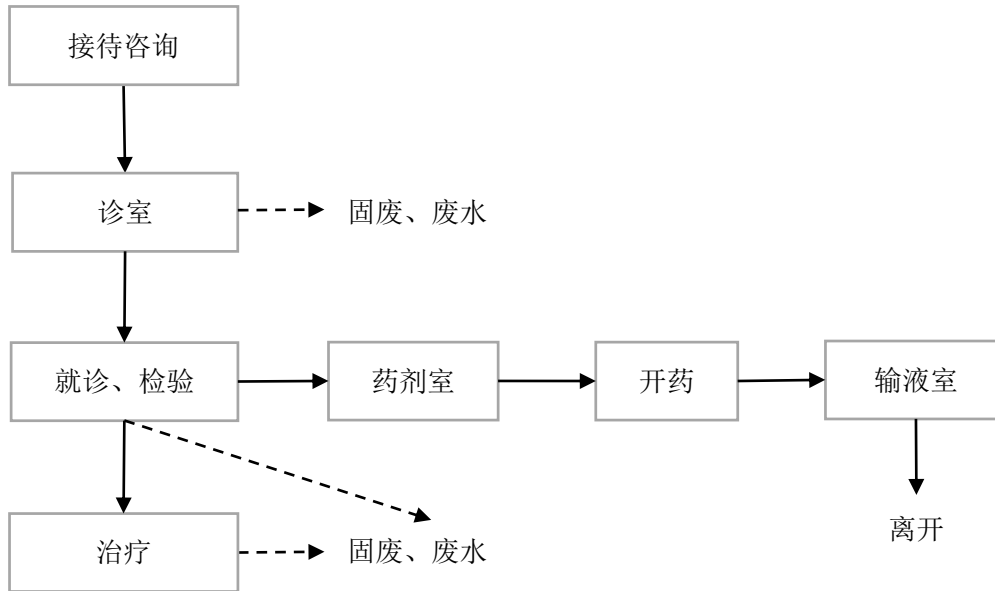 接待咨询
诊室
固废、废水
就诊、检验
药剂室
开药
输液室
离开
治疗
固废、废水